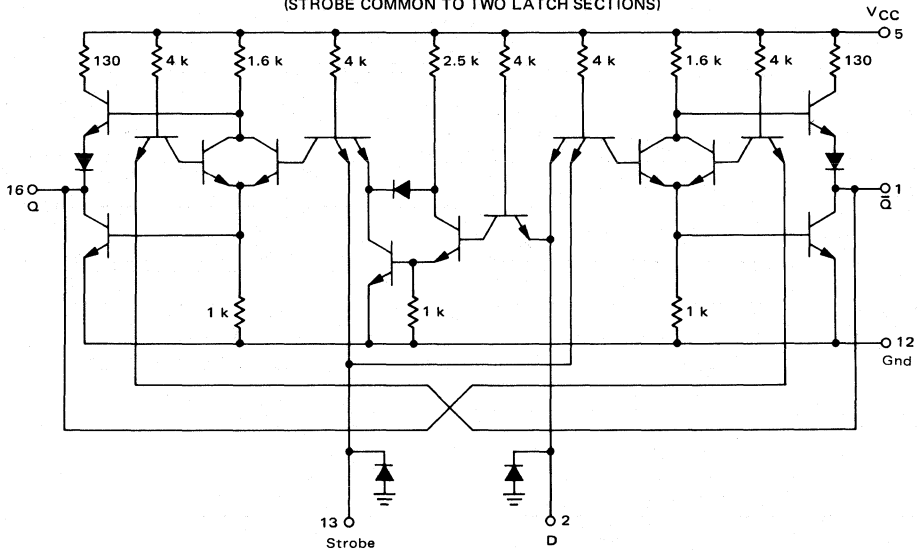 (STROBE COMMON TO TWO LATCH SECTIONS)
VCC
5
130
4 k
1.6 k
4 k
2.5 k
4 k
4 k
1.6 k
4 k
130
16
Q
1
Q̅
1 k
1 k
1 k
12
Gnd
13
Strobe
2
D